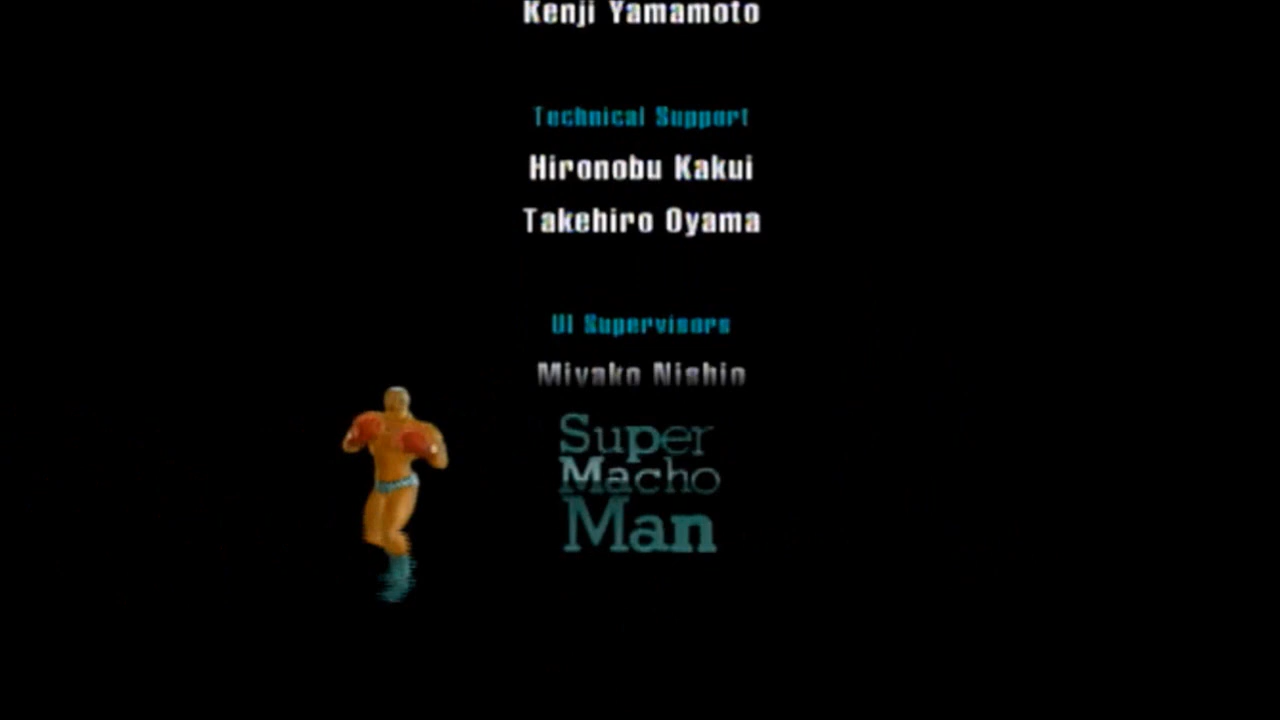 Kenji Yamamoto
Technical Support
Hironobu Kakui
Takehiro Oyama
UI Supervisors
Miyako Nishio
Super
Macho
Man